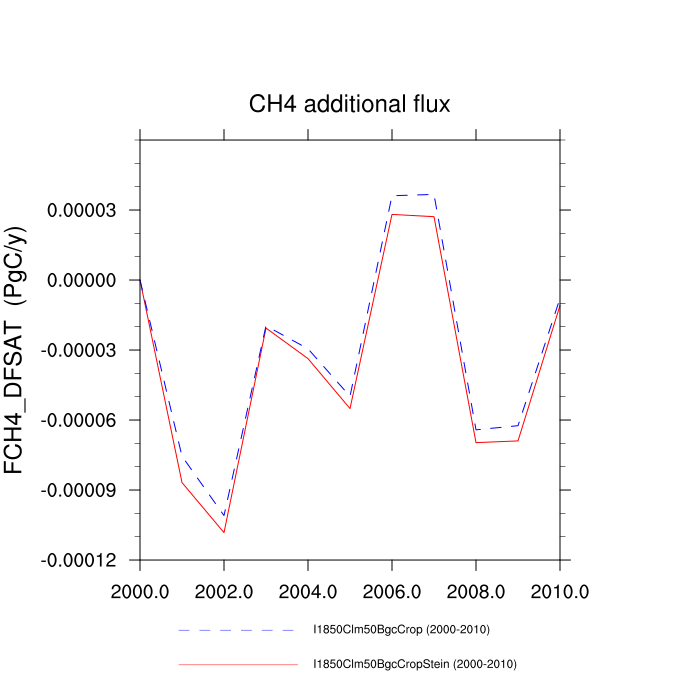 CH4 additional flux
FCH4_DFSAT (PgC/y)
0.00003
0.00000
-0.00003
-0.00006
-0.00009
-0.00012
2000.0 2002.0 2004.0 2006.0 2008.0 2010.0
I1850Clm50BgcCrop (2000-2010)
I1850Clm50BgcCropStein (2000-2010)